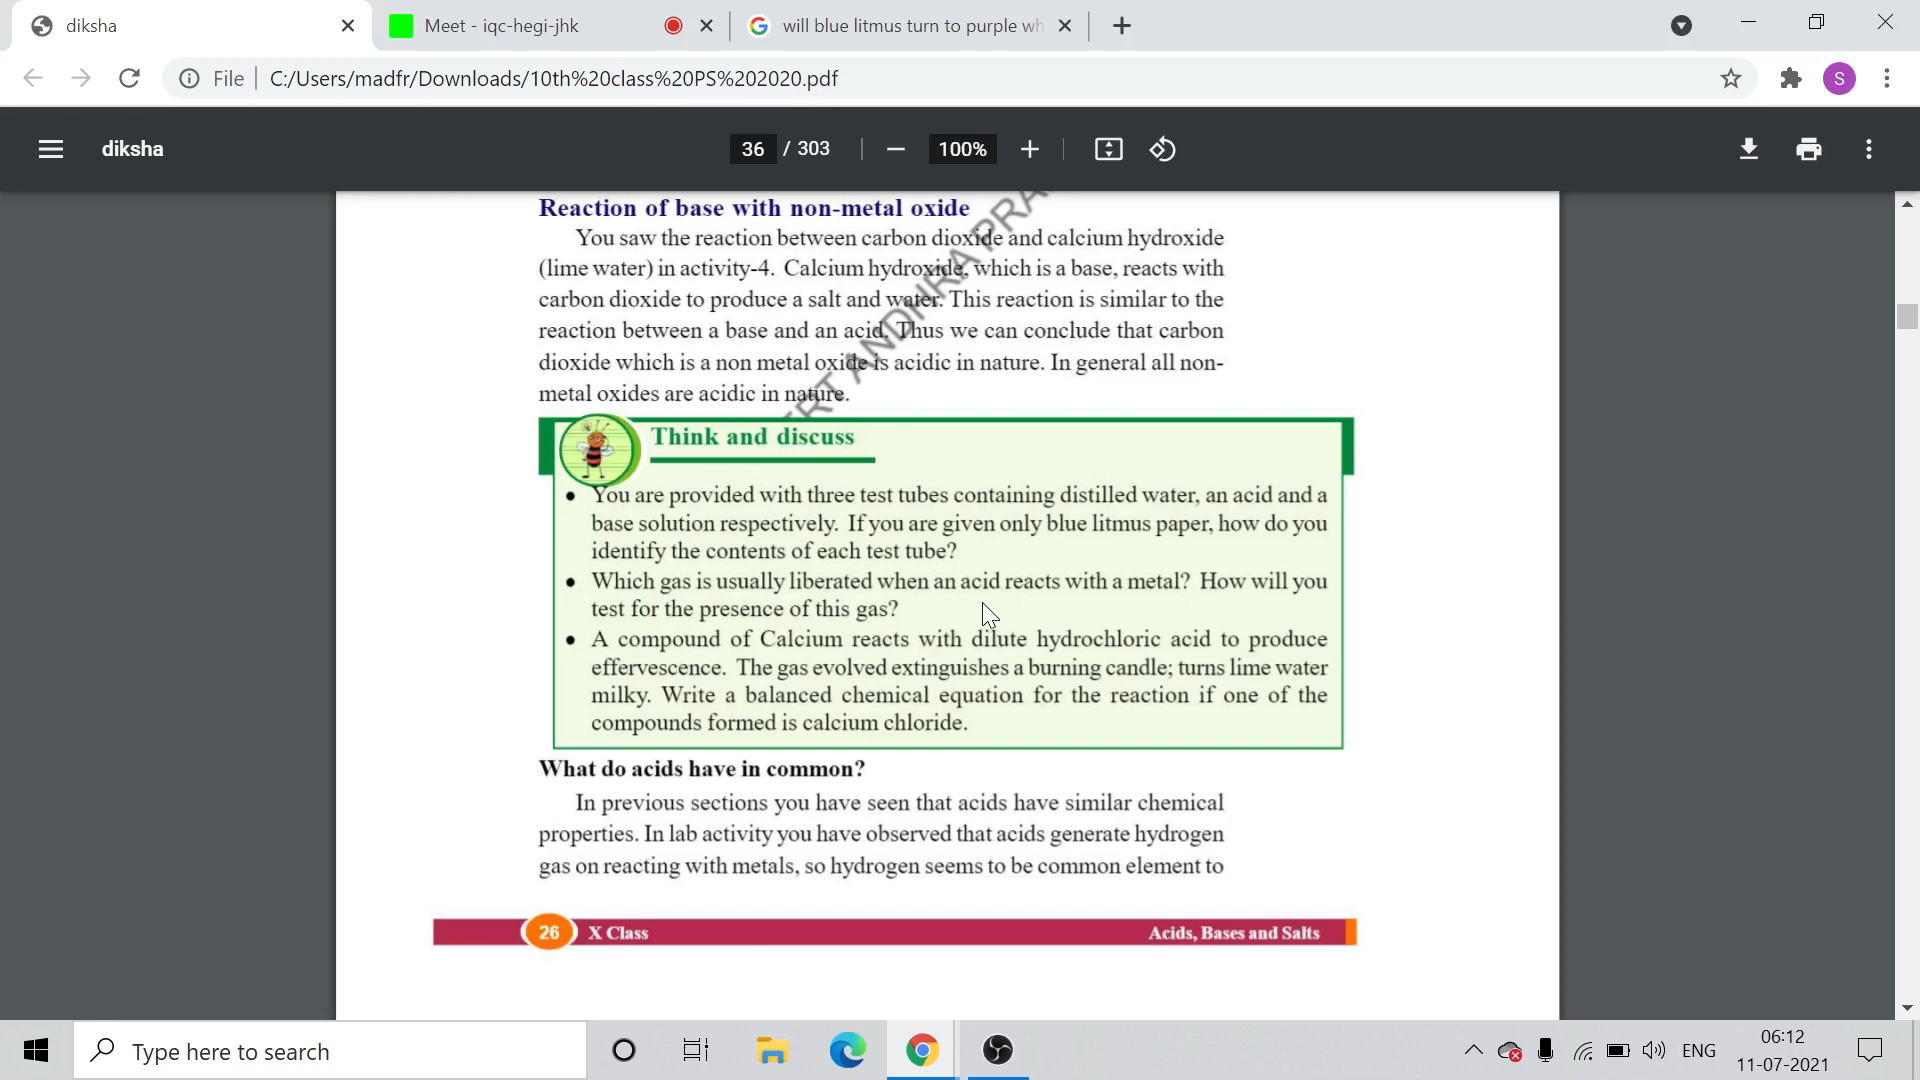 diksha
Meet - iqc-hegi-jhk
will blue litmus turn to purple wh
File
C:/Users/madfr/Downloads/10th%20class%20PS%202020.pdf
S
diksha
36 / 303
100%
Reaction of base with non-metal oxide
You saw the reaction between carbon dioxide and calcium hydroxide
(lime water) in activity-4. Calcium hydroxide, which is a base, reacts with
carbon dioxide to produce a salt and water. This reaction is similar to the
reaction between a base and an acid. Thus we can conclude that carbon
dioxide which is a non metal oxide is acidic in nature. In general all non-
metal oxides are acidic in nature.
ERT ANDHRA PRA
Think and discuss
• You are provided with three test tubes containing distilled water, an acid and a
base solution respectively. If you are given only blue litmus paper, how do you
identify the contents of each test tube?
• Which gas is usually liberated when an acid reacts with a metal? How will you
test for the presence of this gas?
• A compound of Calcium reacts with dilute hydrochloric acid to produce
effervescence. The gas evolved extinguishes a burning candle; turns lime water
milky. Write a balanced chemical equation for the reaction if one of the
compounds formed is calcium chloride.
What do acids have in common?
In previous sections you have seen that acids have similar chemical
properties. In lab activity you have observed that acids generate hydrogen
gas on reacting with metals, so hydrogen seems to be common element to
26 X Class
Acids, Bases and Salts
Type here to search
ENG
06:12
11-07-2021